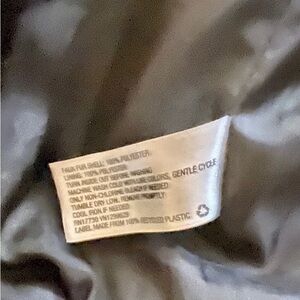 FAUX FUR SHELL: 100% POLYESTER;
LINING: 100% POLYESTER
TURN INSIDE OUT BEFORE WASHING
MACHINE WASH COLD W/ LIKE COLORS, GENTLE CYCLE
ONLY NON-CHLORINE BLEACH IF NEEDED.
TUMBLE DRY LOW, REMOVE PROMPTLY;
COOL IRON IF NEEDED.
RN17730
LABEL MADE FROM 100% RECYCLED PLASTIC